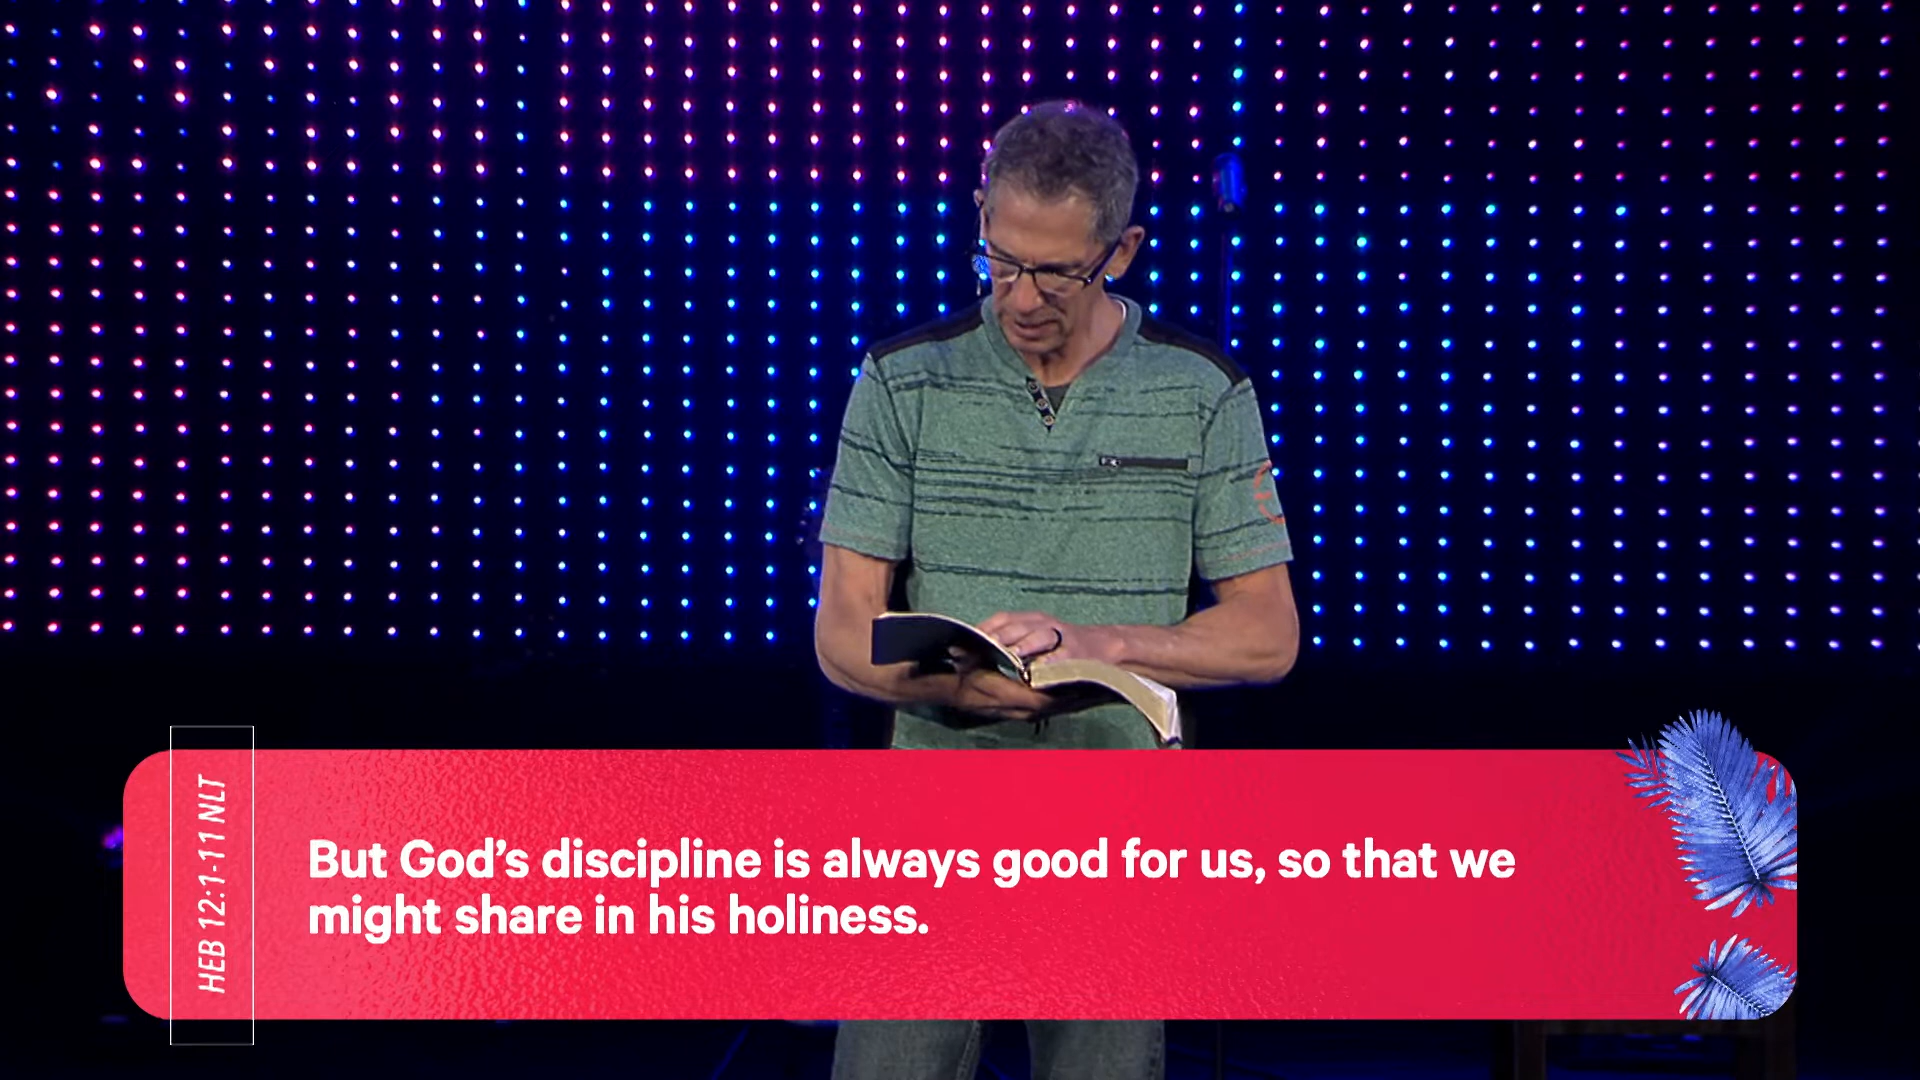 HEB 12:1-11 NLT
But God’s discipline is always good for us, so that we
might share in his holiness.